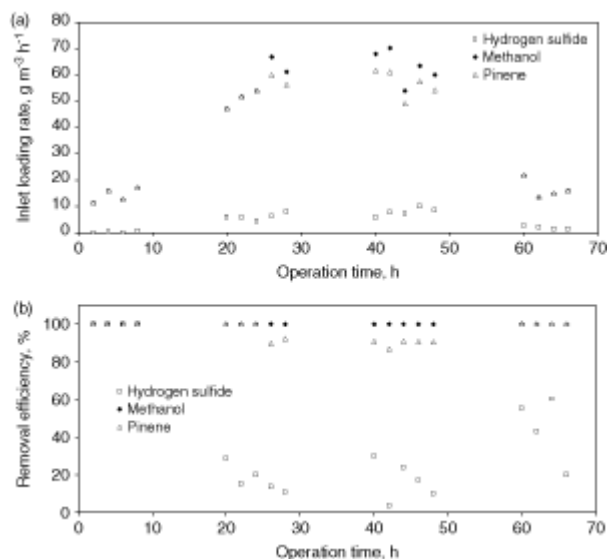 (a)
80
70
60
50
40
30
20
10
0
Inlet loading rate, g m⁻³ h⁻¹
Hydrogen sulfide
Methanol
Pinene
0 10 20 30 40 50 60 70
Operation time, h
(b)
100
80
60
40
20
0
Removal efficiency, %
Hydrogen sulfide
Methanol
Pinene
0 10 20 30 40 50 60 70
Operation time, h